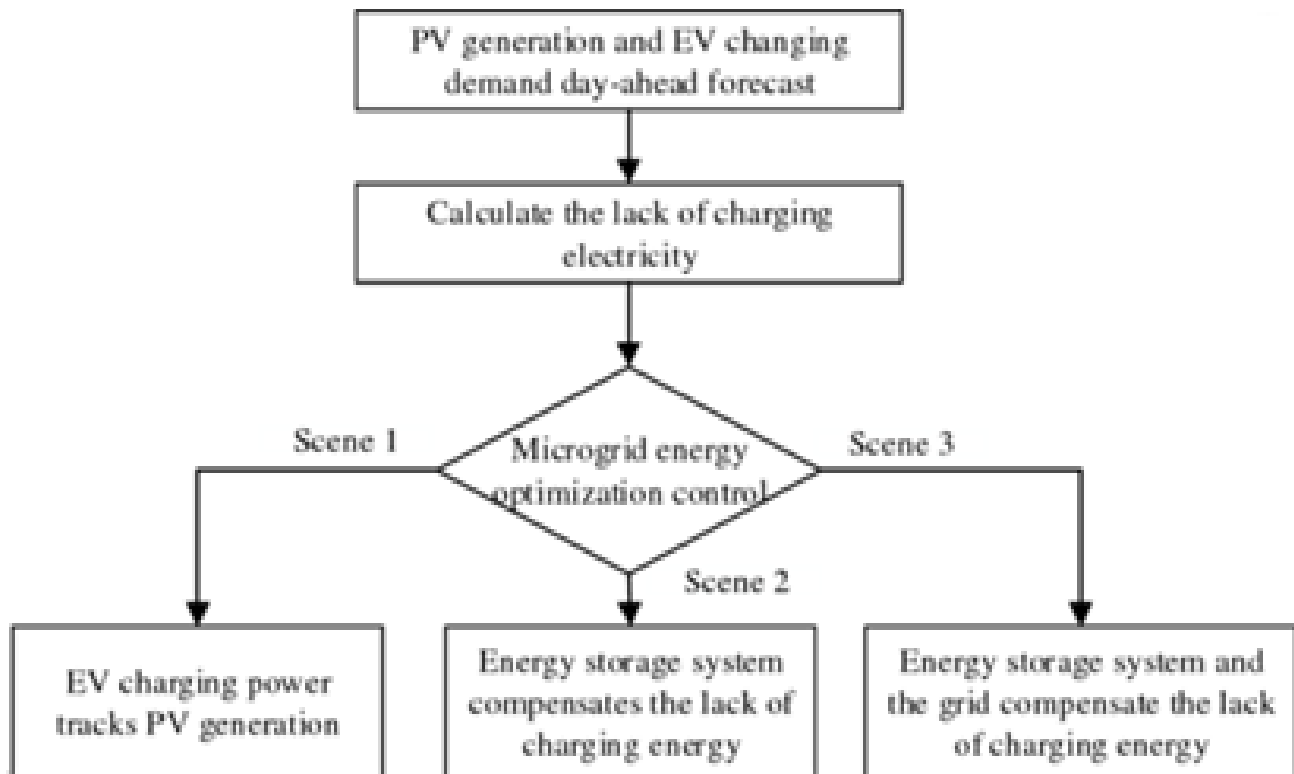 PV generation and EV changing
demand day-ahead forecast
Calculate the lack of charging
electricity
Scene 1
Microgrid energy
optimization control
Scene 3
Scene 2
EV charging power
tracks PV generation
Energy storage system
compensates the lack of
charging energy
Energy storage system and
the grid compensate the lack
of charging energy